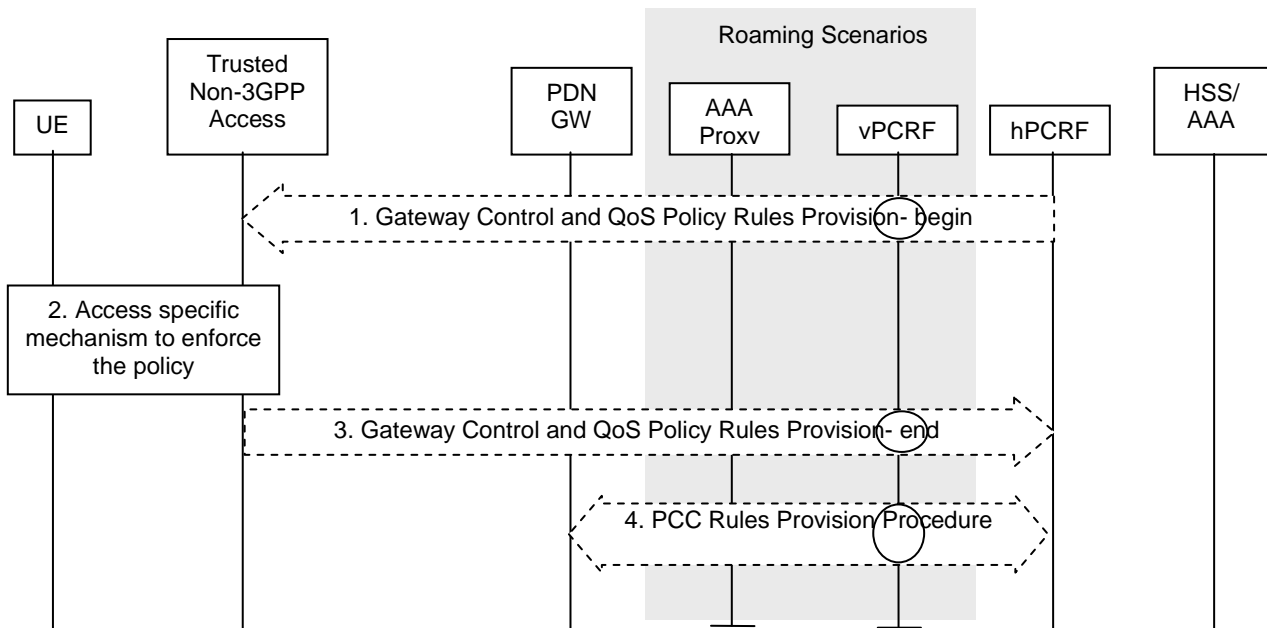 Roaming Scenarios
UE
Trusted
Non-3GPP
Access
PDN
GW
AAA
Proxv
vPCRF
hPCRF
HSS/
AAA
1. Gateway Control and QoS Policy Rules Provision- begin
2. Access specific
mechanism to enforce
the policy
3. Gateway Control and QoS Policy Rules Provision- end
4. PCC Rules Provision Procedure